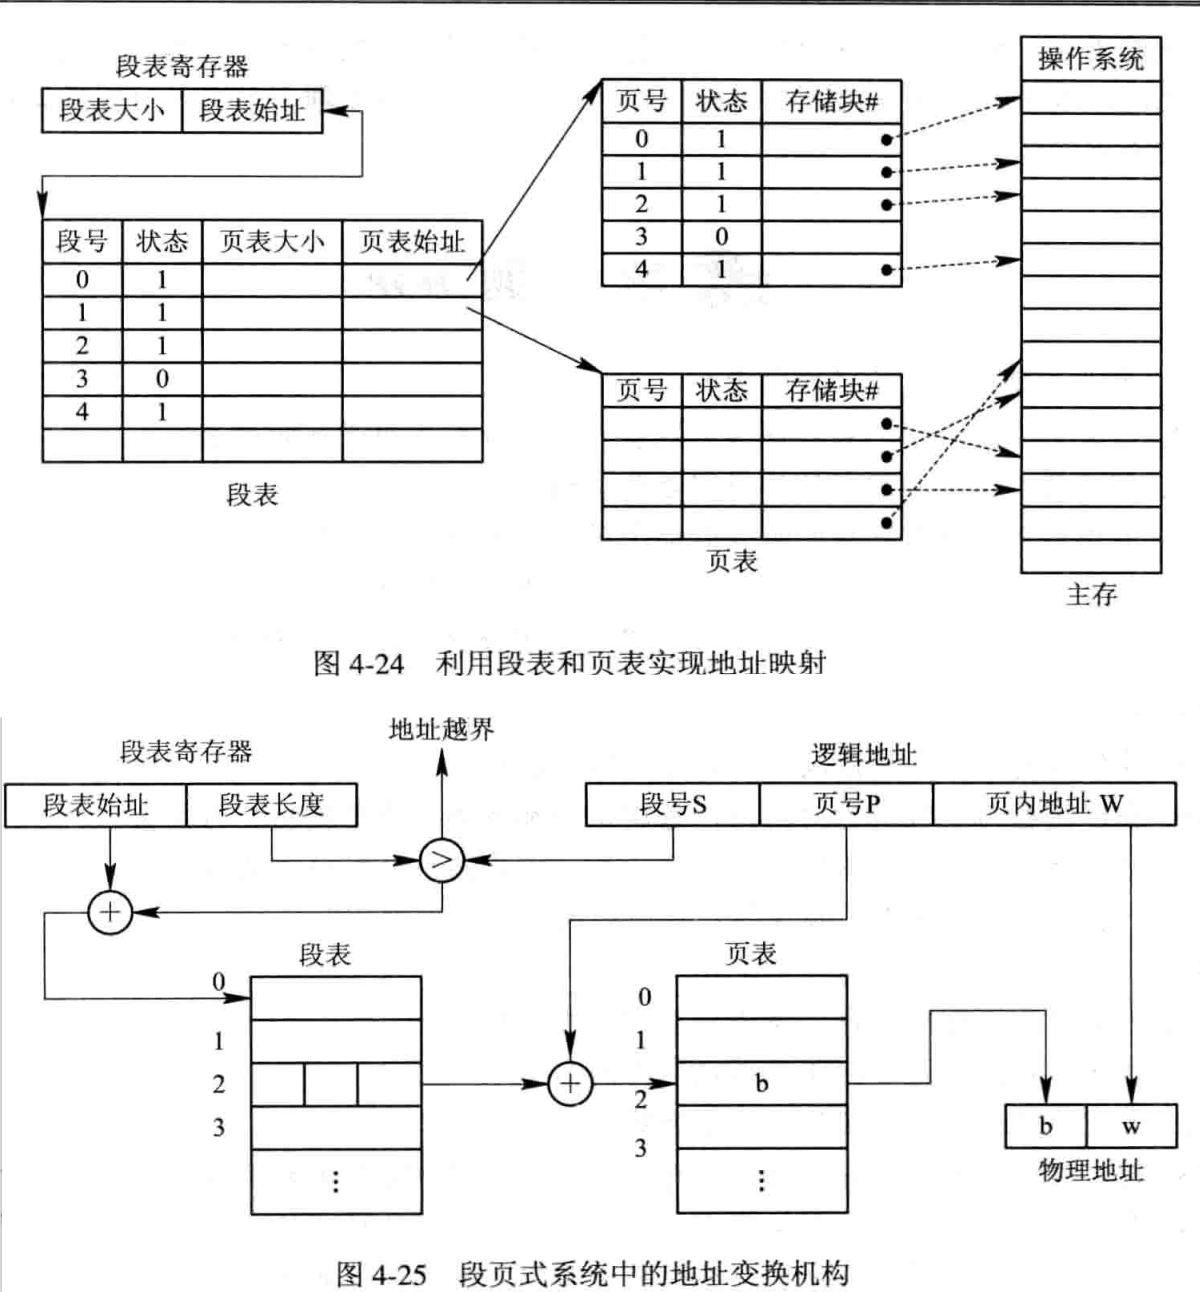 段表寄存器
段表大小 段表始址
段号 状态 页表大小 页表始址
0 1
1 1
2 1
3 0
4 1
段表
页号 状态 存储块#
0 1
1 1
2 1
3 0
4 1
页号 状态 存储块#
页表
操作系统
主存
图 4-24 利用段表和页表实现地址映射
地址越界
段表寄存器
段表始址 段表长度
逻辑地址
段号S 页号P 页内地址 W
>
+
段表
0
1
2
3
⋮
+
页表
0
1
2 b
3
⋮
b w
物理地址
图 4-25 段页式系统中的地址变换机构